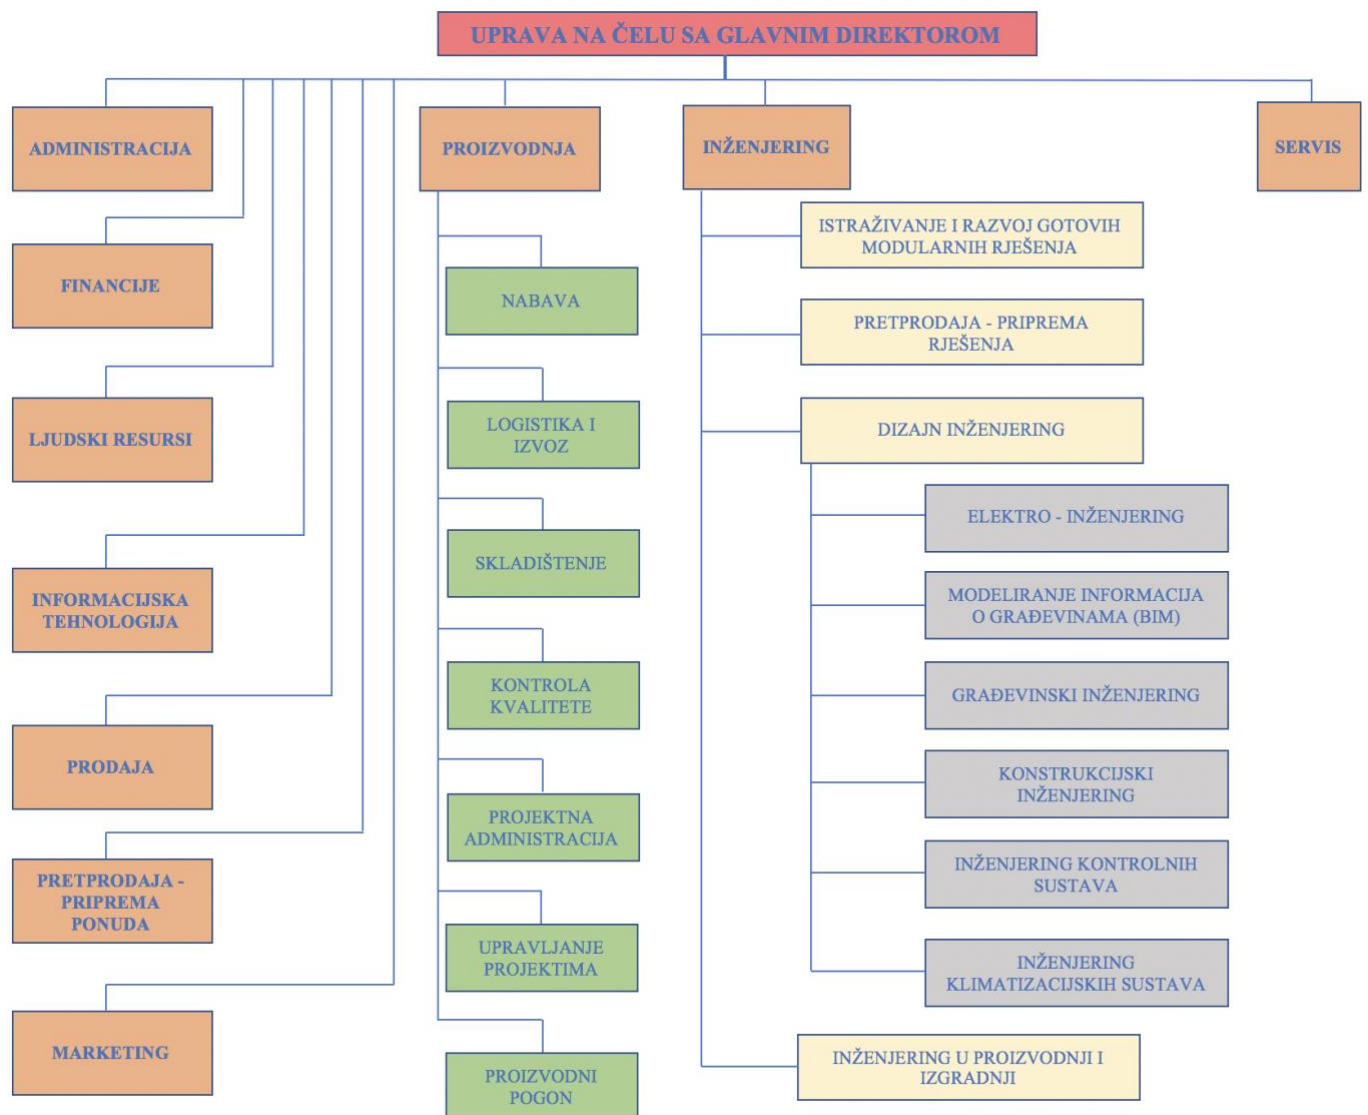 UPRAVA NA ČELU SA GLAVNIM DIREKTOROM
ADMINISTRACIJA
FINANCIJE
LJUDSKI RESURSI
INFORMACIJSKA
TEHNOLOGIJA
PRODAJA
PRETPRODAJA -
PRIPREMA
PONUDA
MARKETING
PROIZVODNJA
NABAVA
LOGISTIKA I
IZVOZ
SKLADIŠTENJE
KONTROLA
KVALITETE
PROJEKTNA
ADMINISTRACIJA
UPRAVLJANJE
PROJEKTIMA
PROIZVODNI
POGON
INŽENJERING
ISTRAŽIVANJE I RAZVOJ GOTOVIH
MODULARNIH RJEŠENJA
PRETPRODAJA - PRIPREMA
RJEŠENJA
DIZAJN INŽENJERING
ELEKTRO - INŽENJERING
MODELIRANJE INFORMACIJA
O GRAĐEVINAMA (BIM)
GRAĐEVINSKI INŽENJERING
KONSTRUKCIJSKI
INŽENJERING
INŽENJERING KONTROLNIH
SUSTAVA
INŽENJERING
KLIMATIZACIJSKIH SUSTAVA
INŽENJERING U PROIZVODNJI I
IZGRADNJI
SERVIS